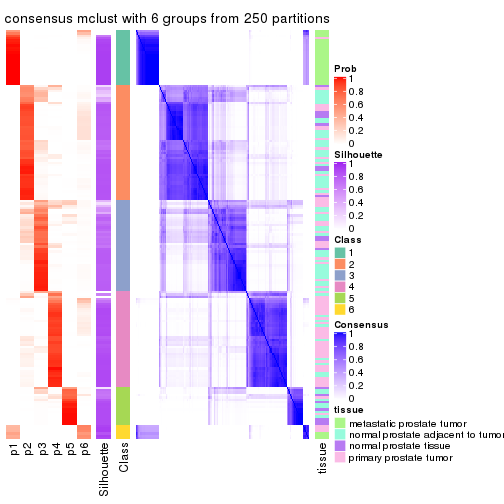 consensus mclust with 6 groups from 250 partitions
Prob
1
0.8
0.6
0.4
0.2
0
Silhouette
1
0.8
0.6
0.4
0.2
0
Class
1
2
3
4
5
6
Consensus
1
0.8
0.6
0.4
0.2
0
tissue
metastatic prostate tumor
normal prostate adjacent to tumor
normal prostate tissue
primary prostate tumor
p1
p2
p3
p4
p5
p6
Silhouette
Class
tissue